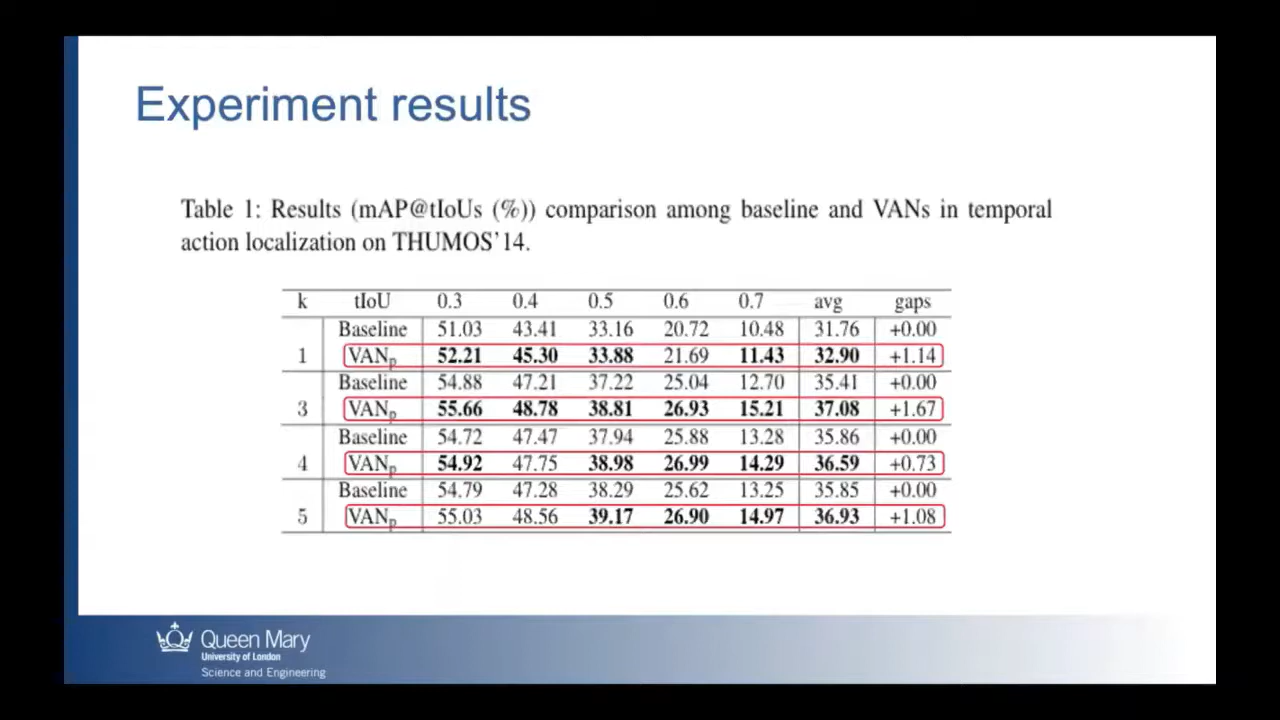 Experiment results
Table 1: Results (mAP@tIoUs (%)) comparison among baseline and VANs in temporal
action localization on THUMOS'14.
k tIoU 0.3 0.4 0.5 0.6 0.7 avg gaps
Baseline 51.03 43.41 33.16 20.72 10.48 31.76 +0.00
1 VANp 52.21 45.30 33.88 21.69 11.43 32.90 +1.14
Baseline 54.88 47.21 37.22 25.04 12.70 35.41 +0.00
3 VANp 55.66 48.78 38.81 26.93 15.21 37.08 +1.67
Baseline 54.72 47.47 37.94 25.88 13.28 35.86 +0.00
4 VANp 54.92 47.75 38.98 26.99 14.29 36.59 +0.73
Baseline 54.79 47.28 38.29 25.62 13.25 35.85 +0.00
5 VANp 55.03 48.56 39.17 26.90 14.97 36.93 +1.08
Queen Mary
University of London
Science and Engineering